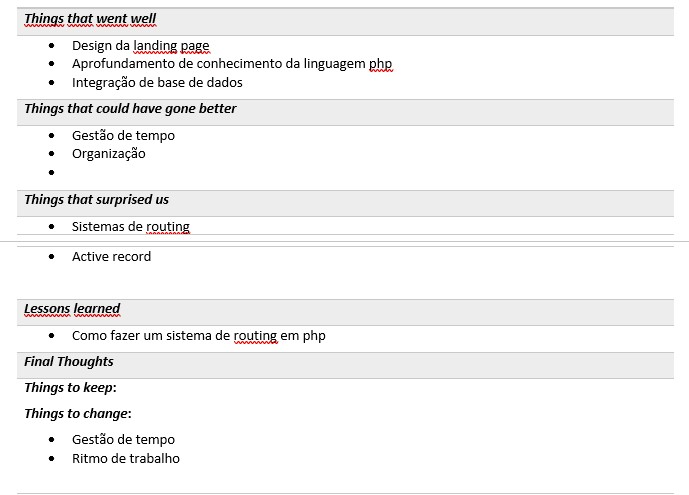 Things that went well
• Design da landing page
• Aprofundamento de conhecimento da linguagem php
• Integração de base de dados
Things that could have gone better
• Gestão de tempo
• Organização
•
Things that surprised us
• Sistemas de routing
• Active record
Lessons learned
• Como fazer um sistema de routing em php
Final Thoughts
Things to keep:
Things to change:
• Gestão de tempo
• Ritmo de trabalho